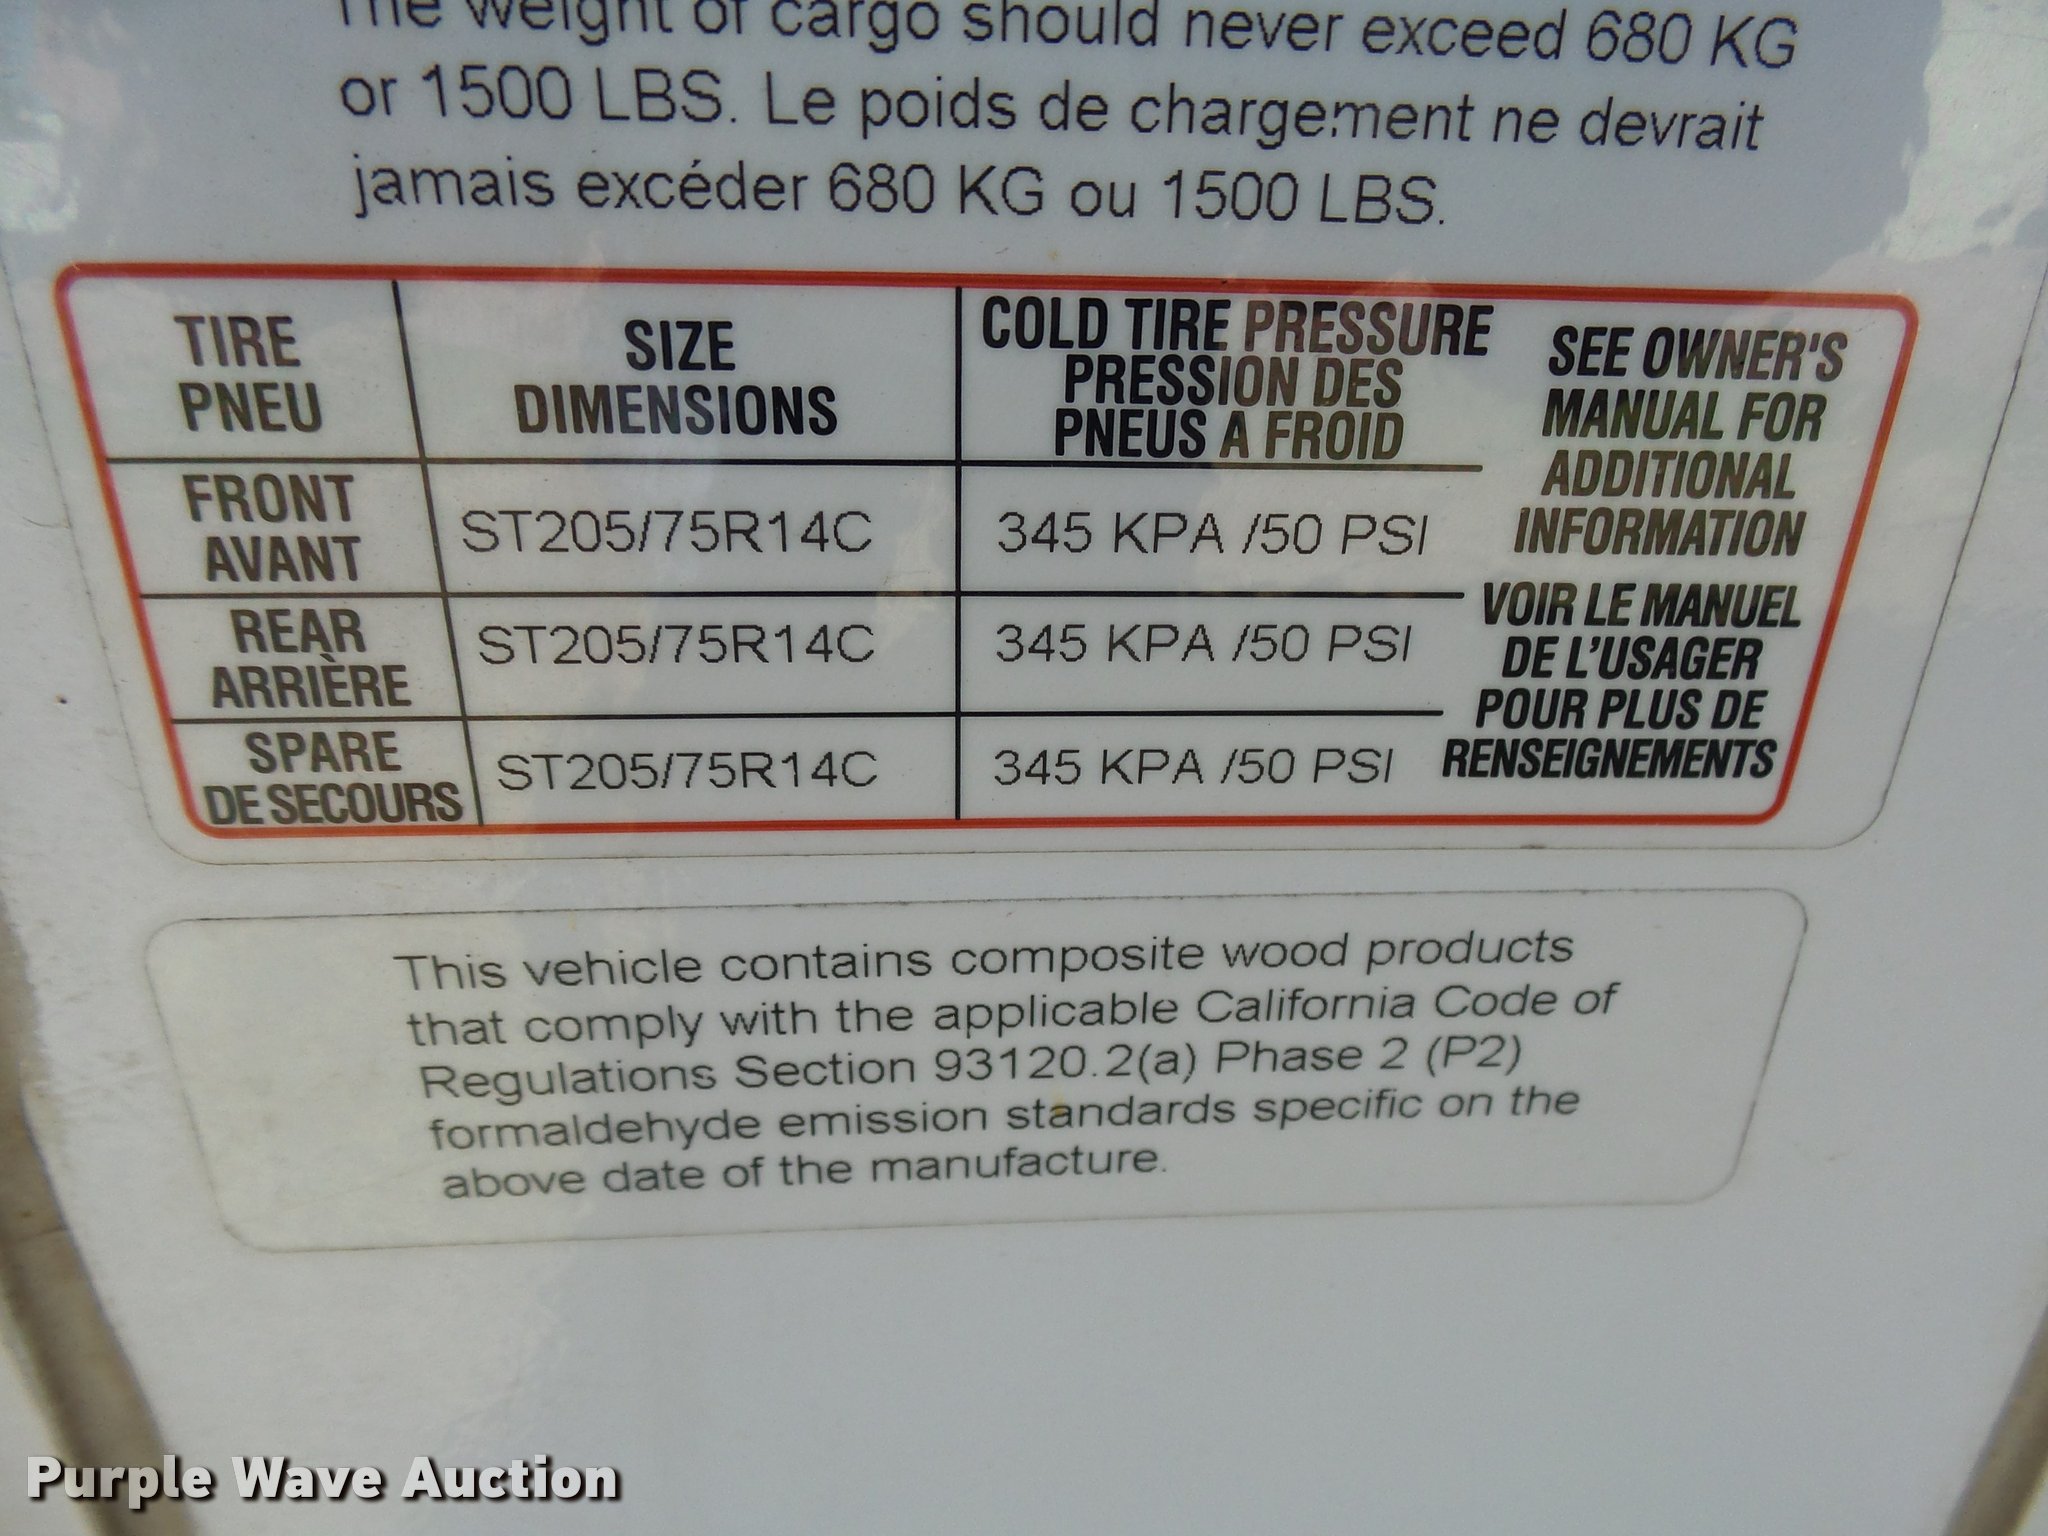 The weight of cargo should never exceed 680 KG
or 1500 LBS. Le poids de chargement ne devrait
jamais excéder 680 KG ou 1500 LBS.
TIRE
PNEU
SIZE
DIMENSIONS
COLD TIRE PRESSURE
PRESSION DES
PNEUS A FROID
SEE OWNER'S
MANUAL FOR
ADDITIONAL
INFORMATION
FRONT
AVANT
ST205/75R14C
345 KPA /50 PSI
REAR
ARRIÈRE
ST205/75R14C
345 KPA /50 PSI
VOIR LE MANUEL
DE L'USAGER
POUR PLUS DE
RENSEIGNEMENTS
SPARE
DE SECOURS
ST205/75R14C
345 KPA /50 PSI
This vehicle contains composite wood products
that comply with the applicable California Code of
Regulations Section 93120.2(a) Phase 2 (P2)
formaldehyde emission standards specific on the
above date of the manufacture.
Purple Wave Auction